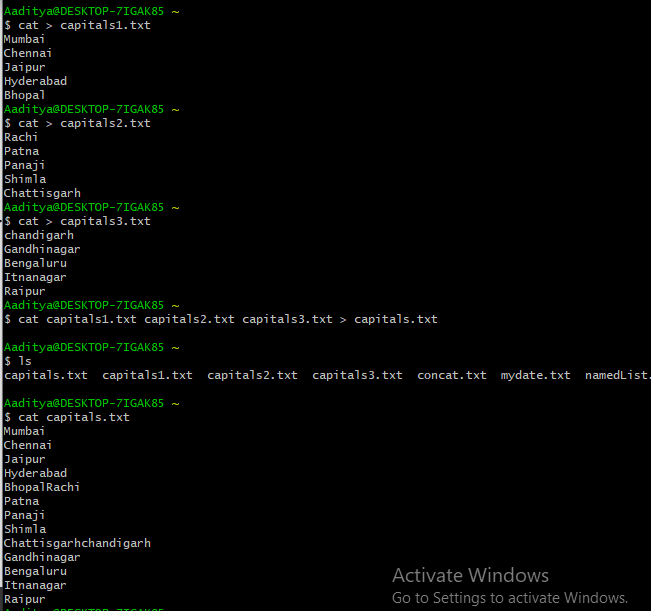 Aaditya@DESKTOP-7IGAK85 ~
$ cat > capitals1.txt
Mumbai
Chennai
Jaipur
Hyderabad
Bhopal
Aaditya@DESKTOP-7IGAK85 ~
$ cat > capitals2.txt
Rachi
Patna
Panaji
Shimla
Chattisgarh
Aaditya@DESKTOP-7IGAK85 ~
$ cat > capitals3.txt
chandigarh
Gandhinagar
Bengaluru
Itnanagar
Raipur
Aaditya@DESKTOP-7IGAK85 ~
$ cat capitals1.txt capitals2.txt capitals3.txt > capitals.txt
Aaditya@DESKTOP-7IGAK85 ~
$ ls
capitals.txt capitals1.txt capitals2.txt capitals3.txt concat.txt mydate.txt namedList.
Aaditya@DESKTOP-7IGAK85 ~
$ cat capitals.txt
Mumbai
Chennai
Jaipur
Hyderabad
BhopalRachi
Patna
Panaji
Shimla
Chattisgarhchandigarh
Gandhinagar
Bengaluru
Itnanagar
Raipur
Aaditya@DESKTOP-7IGAK85 ~
Activate Windows
Go to Settings to activate Windows.